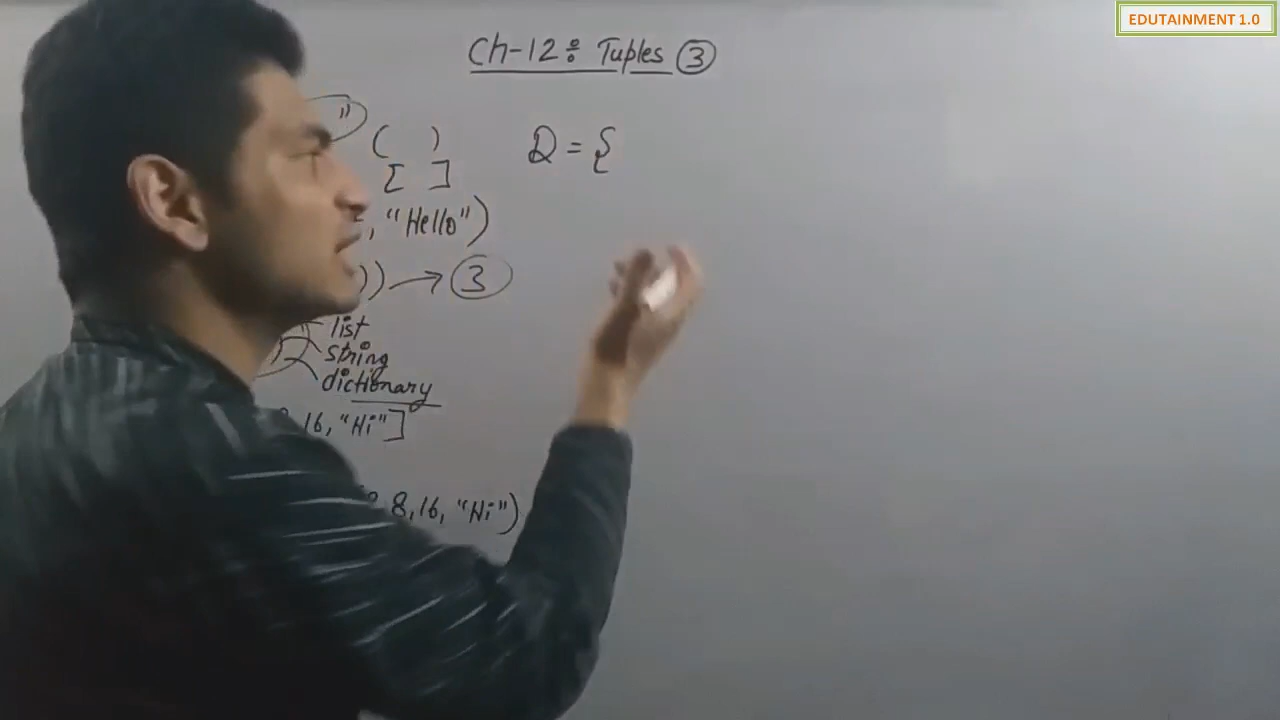 EDUTAINMENT 1.0
Ch-12: Tuples ③
" ( )
[ ]
D = {
, "Hello")
)) → ③
list
string
dictionary
16, "Hi"]
8, 16, "Hi")